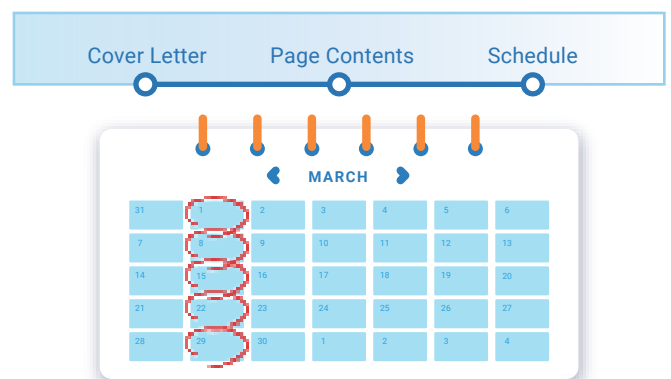 Cover Letter Page Contents Schedule
MARCH
31 1 2 3 4 5 6
7 8 9 10 11 12 13
14 15 16 17 18 19 20
21 22 23 24 25 26 27
28 29 30 1 2 3 4